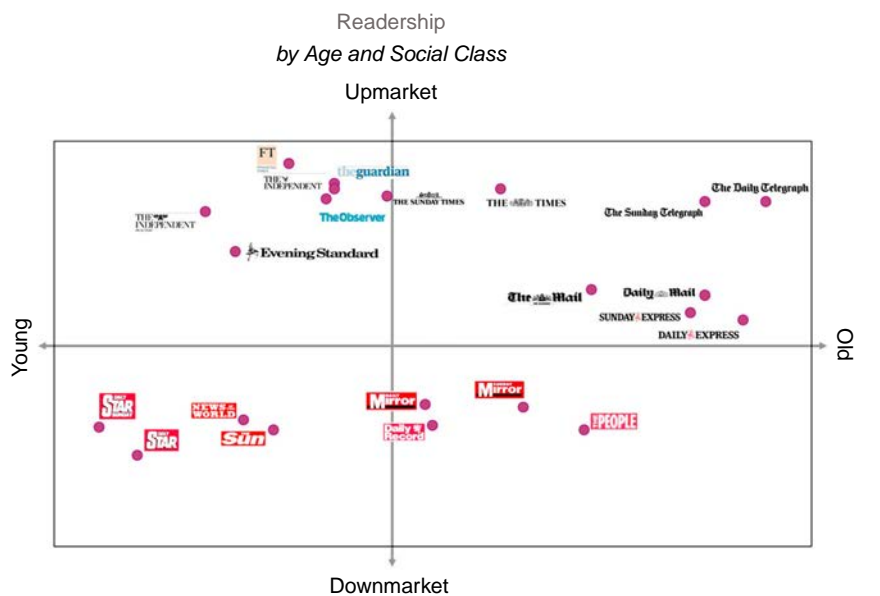 Readership
by Age and Social Class
Upmarket
FT
theguardian
THE
INDEPENDENT
The Daily Telegraph
THE SUNDAY TIMES
THE TIMES
The Sunday Telegraph
THE
INDEPENDENT
TheObserver
Evening Standard
The Mail
Daily Mail
SUNDAY EXPRESS
DAILY EXPRESS
Young
Old
STAR
SUNDAY
NEWS OF THE
WORLD
Mirror
SUNDAY
Mirror
STAR
Sun
Daily
Record
THE PEOPLE
Downmarket